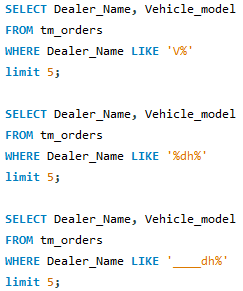 SELECT Dealer_Name, Vehicle_model
FROM tm_orders
WHERE Dealer_Name LIKE 'V%'
limit 5;
SELECT Dealer_Name, Vehicle_model
FROM tm_orders
WHERE Dealer_Name LIKE '%dh%'
limit 5;
SELECT Dealer_Name, Vehicle_model
FROM tm_orders
WHERE Dealer_Name LIKE '____dh%'
limit 5;